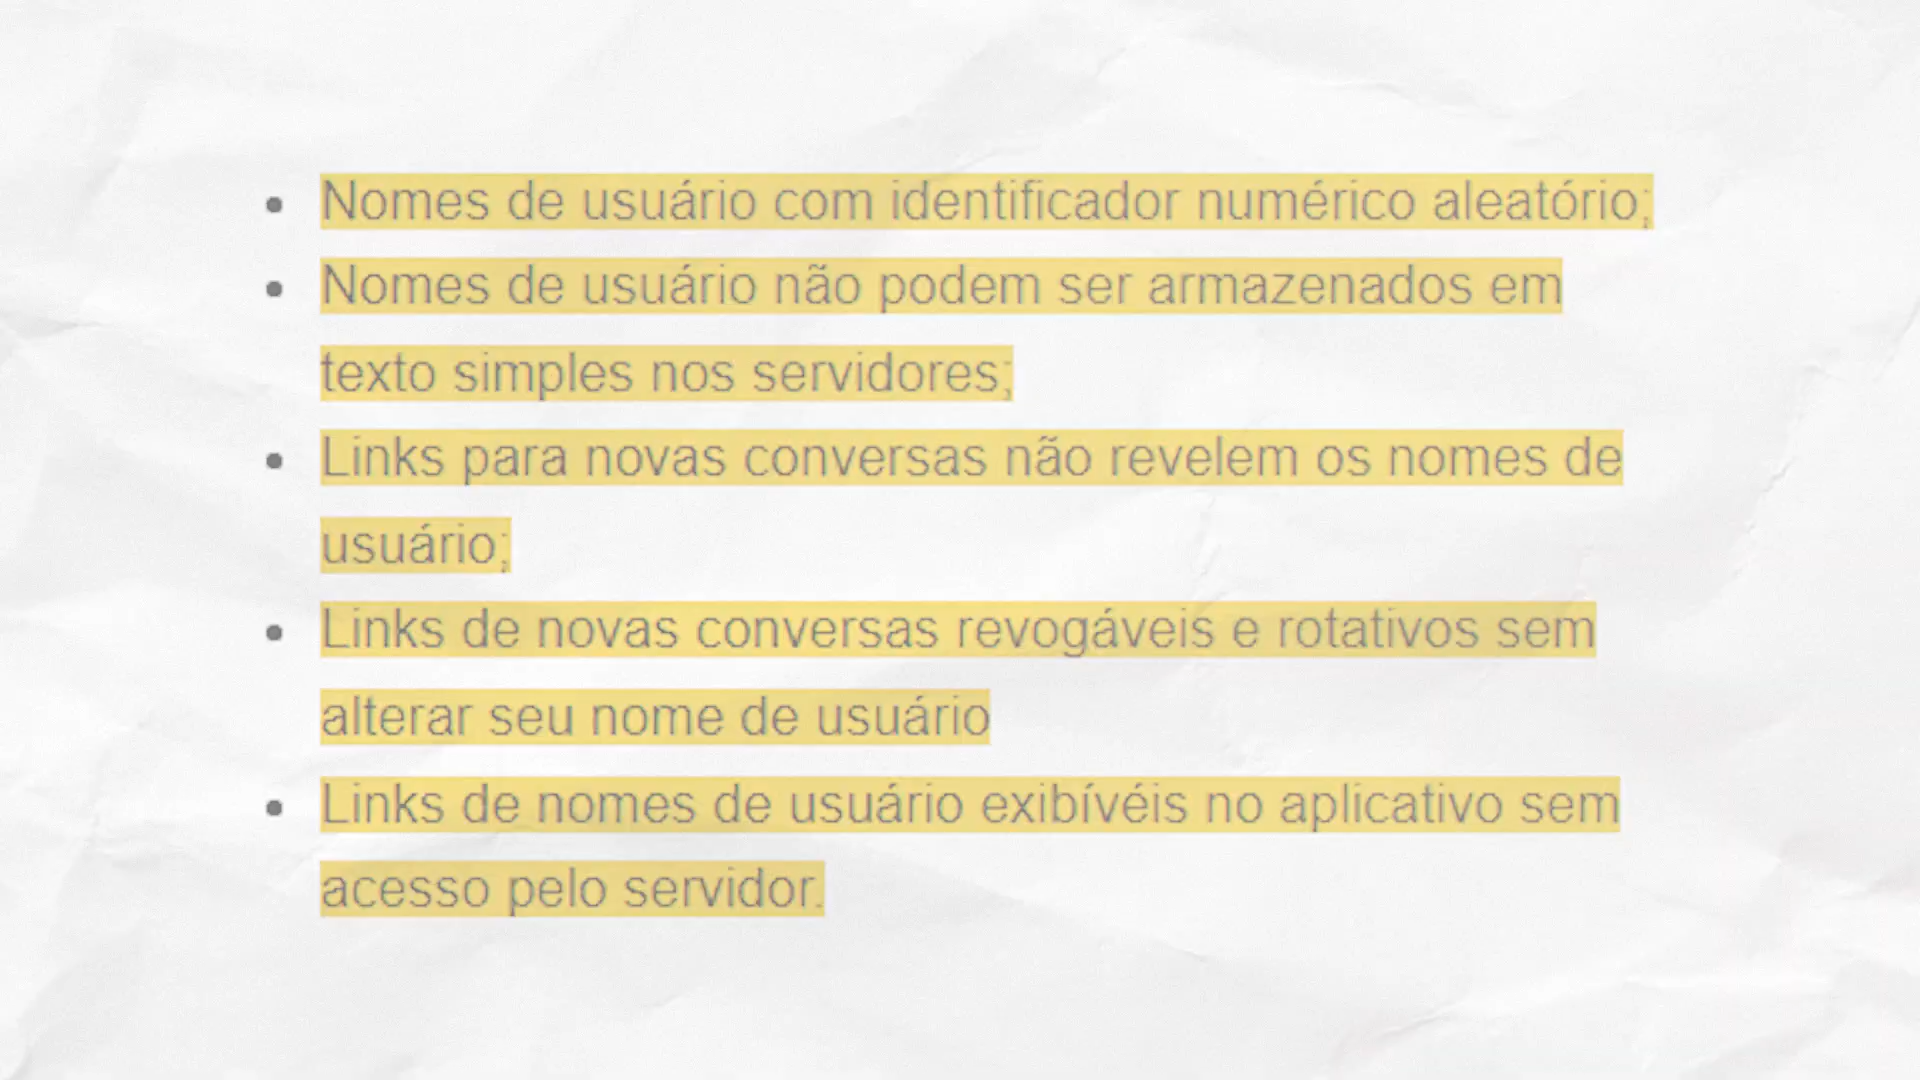 • Nomes de usuário com identificador numérico aleatório;
• Nomes de usuário não podem ser armazenados em
texto simples nos servidores;
• Links para novas conversas não revelem os nomes de
usuário;
• Links de novas conversas revogáveis e rotativos sem
alterar seu nome de usuário
• Links de nomes de usuário exibívéis no aplicativo sem
acesso pelo servidor.